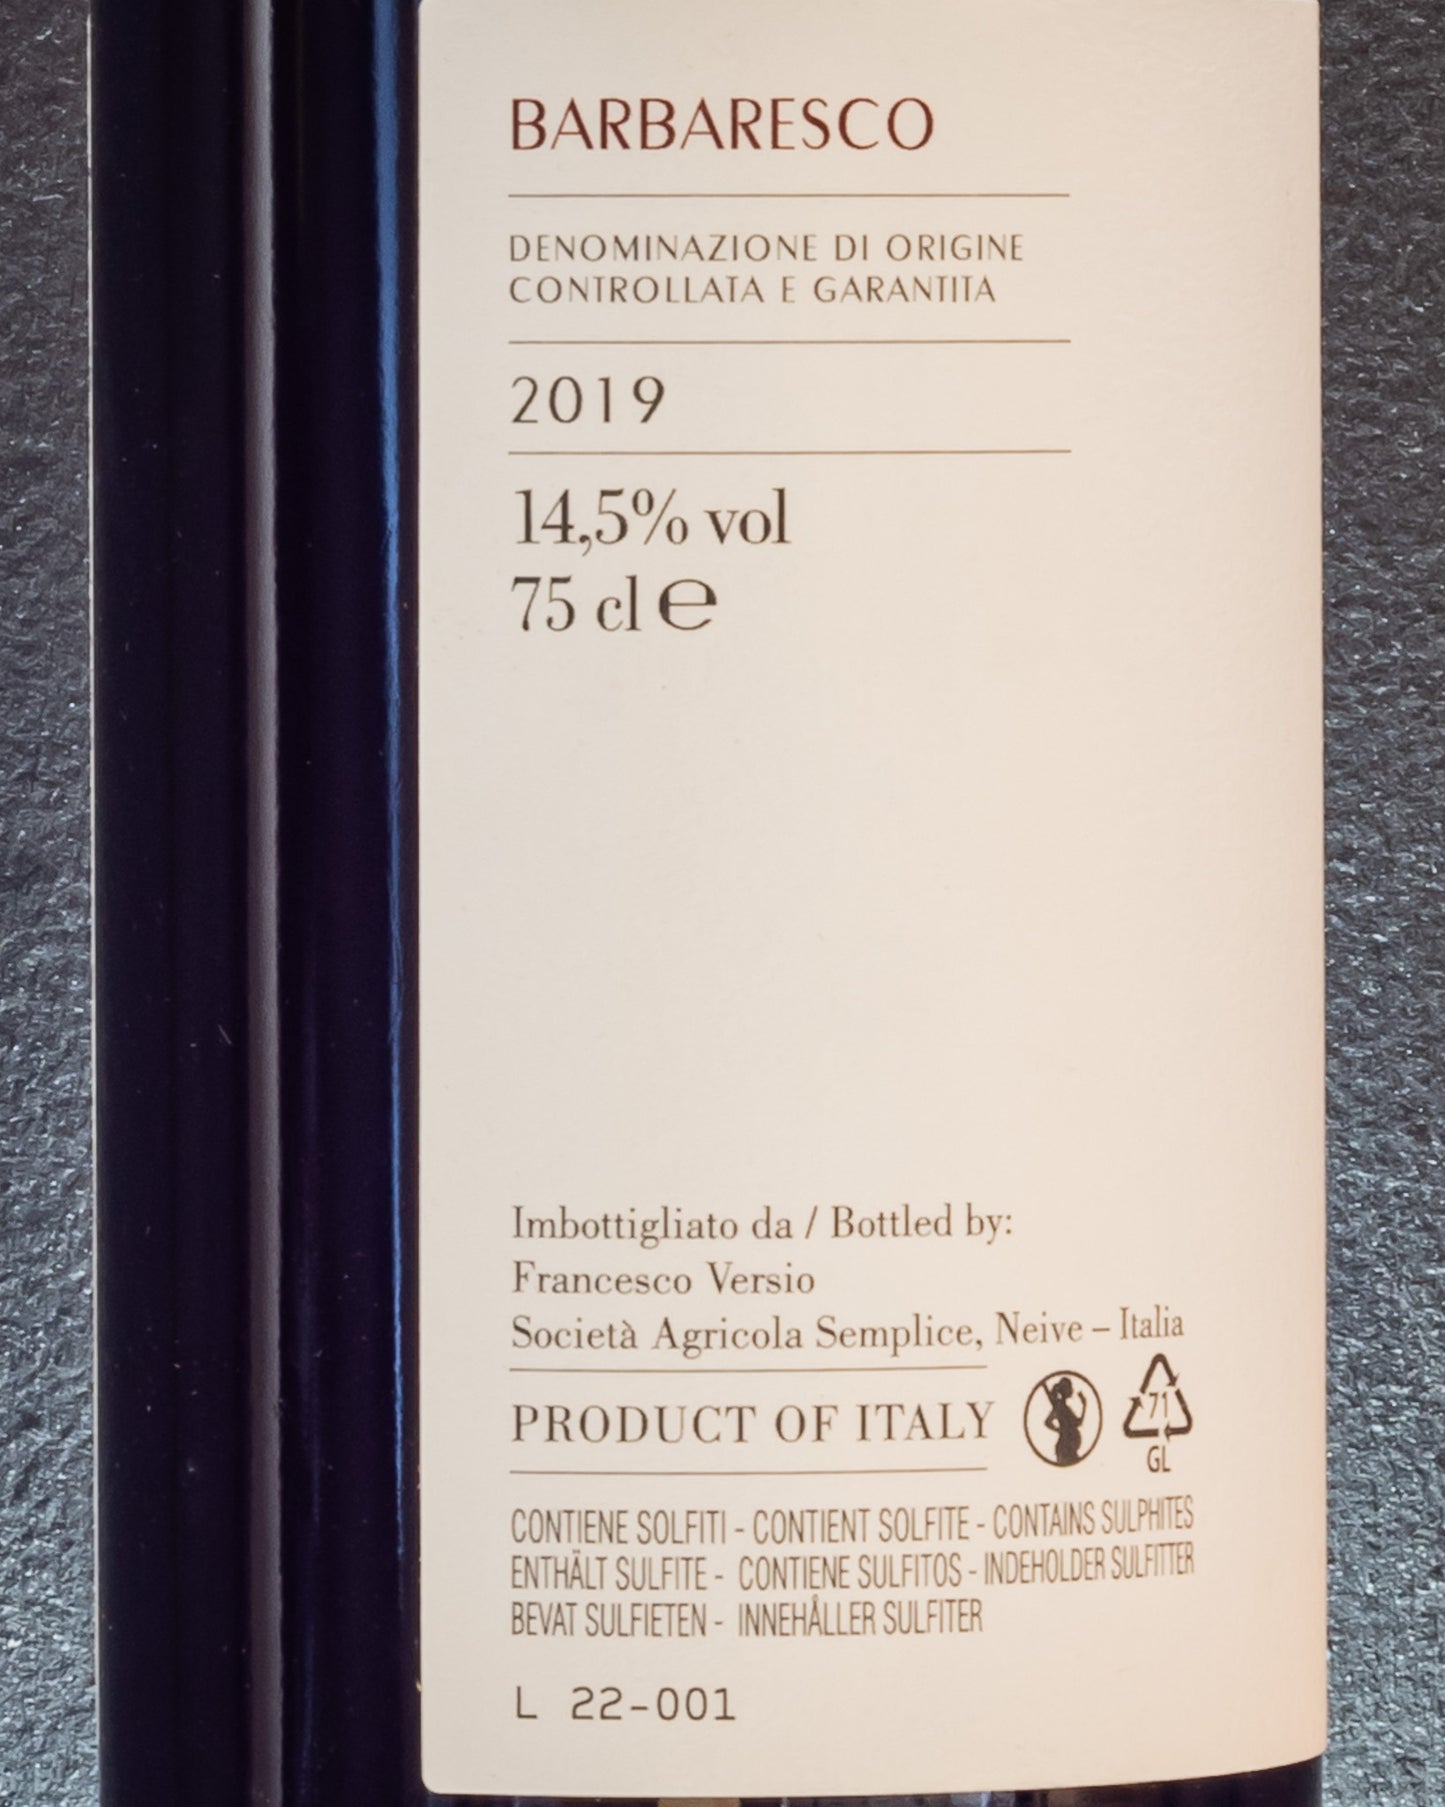 BARBARESCO
DENOMINAZIONE DI ORIGINE
CONTROLLATA E GARANTITA
2019
14,5% vol
75 cl ℮
Imbottigliato da / Bottled by:
Francesco Versio
Società Agricola Semplice, Neive – Italia
PRODUCT OF ITALY
71
GL
CONTIENE SOLFITI - CONTIENT SOLFITE - CONTAINS SULPHITES
ENTHÄLT SULFITE - CONTIENE SULFITOS - INDEHOLDER SULFITTER
BEVAT SULFIETEN - INNEHÅLLER SULFITER
L 22-001